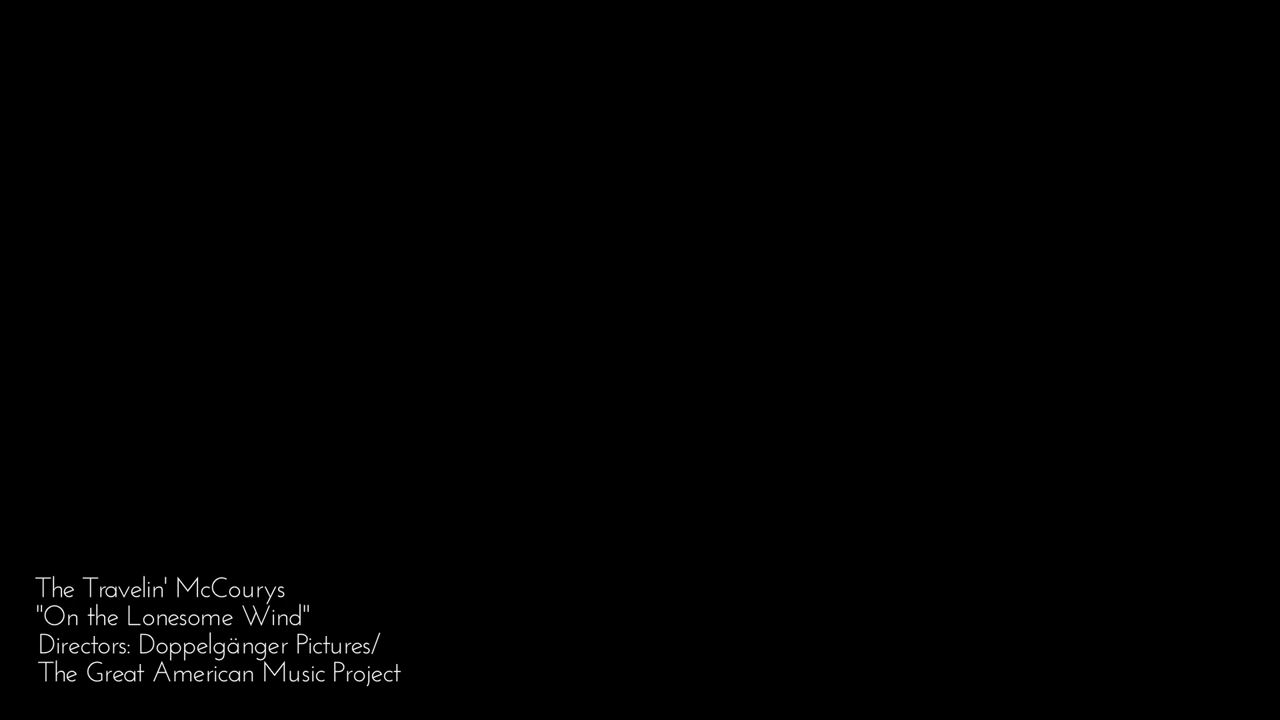 The Travelin' McCourys
"On the Lonesome Wind"
Directors: Doppelgänger Pictures/
The Great American Music Project